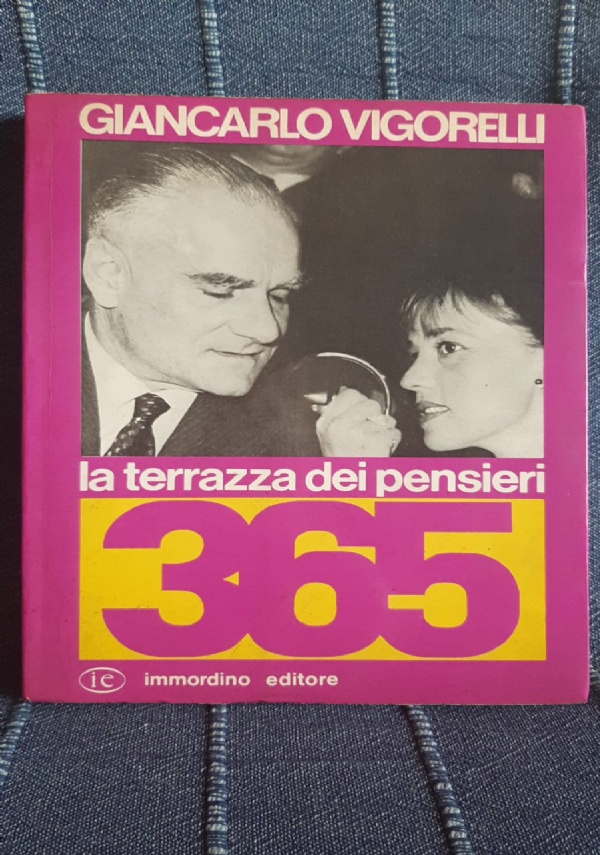 GIANCARLO VIGORELLI
la terrazza dei pensieri
365
ie immordino editore